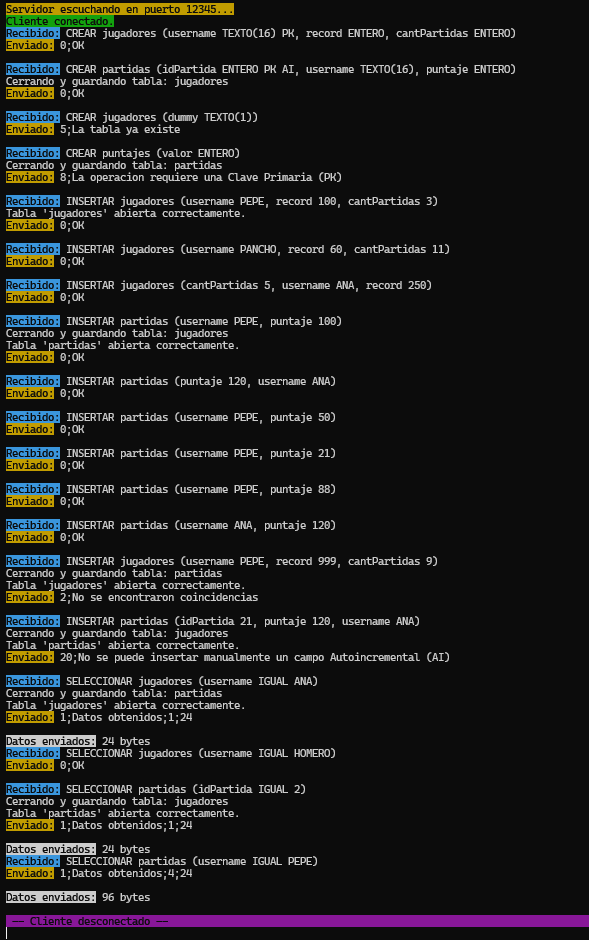 Servidor escuchando en puerto 12345...
Cliente conectado.
Recibido: CREAR jugadores (username TEXTO(16) PK, record ENTERO, cantPartidas ENTERO)
Enviado: 0;OK
Recibido: CREAR partidas (idPartida ENTERO PK AI, username TEXTO(16), puntaje ENTERO)
Cerrando y guardando tabla: jugadores
Enviado: 0;OK
Recibido: CREAR jugadores (dummy TEXTO(1))
Enviado: 5;La tabla ya existe
Recibido: CREAR puntajes (valor ENTERO)
Cerrando y guardando tabla: partidas
Enviado: 8;La operacion requiere una Clave Primaria (PK)
Recibido: INSERTAR jugadores (username PEPE, record 100, cantPartidas 3)
Tabla 'jugadores' abierta correctamente.
Enviado: 0;OK
Recibido: INSERTAR jugadores (username PANCHO, record 60, cantPartidas 11)
Enviado: 0;OK
Recibido: INSERTAR jugadores (cantPartidas 5, username ANA, record 250)
Enviado: 0;OK
Recibido: INSERTAR partidas (username PEPE, puntaje 100)
Cerrando y guardando tabla: jugadores
Tabla 'partidas' abierta correctamente.
Enviado: 0;OK
Recibido: INSERTAR partidas (puntaje 120, username ANA)
Enviado: 0;OK
Recibido: INSERTAR partidas (username PEPE, puntaje 50)
Enviado: 0;OK
Recibido: INSERTAR partidas (username PEPE, puntaje 21)
Enviado: 0;OK
Recibido: INSERTAR partidas (username PEPE, puntaje 88)
Enviado: 0;OK
Recibido: INSERTAR partidas (username ANA, puntaje 120)
Enviado: 0;OK
Recibido: INSERTAR jugadores (username PEPE, record 999, cantPartidas 9)
Cerrando y guardando tabla: partidas
Tabla 'jugadores' abierta correctamente.
Enviado: 2;No se encontraron coincidencias
Recibido: INSERTAR partidas (idPartida 21, puntaje 120, username ANA)
Cerrando y guardando tabla: jugadores
Tabla 'partidas' abierta correctamente.
Enviado: 20;No se puede insertar manualmente un campo Autoincremental (AI)
Recibido: SELECCIONAR jugadores (username IGUAL ANA)
Cerrando y guardando tabla: partidas
Tabla 'jugadores' abierta correctamente.
Enviado: 1;Datos obtenidos;1;24
Datos enviados: 24 bytes
Recibido: SELECCIONAR jugadores (username IGUAL HOMERO)
Enviado: 0;OK
Recibido: SELECCIONAR partidas (idPartida IGUAL 2)
Cerrando y guardando tabla: jugadores
Tabla 'partidas' abierta correctamente.
Enviado: 1;Datos obtenidos;1;24
Datos enviados: 24 bytes
Recibido: SELECCIONAR partidas (username IGUAL PEPE)
Enviado: 1;Datos obtenidos;4;24
Datos enviados: 96 bytes
—— Cliente desconectado ——